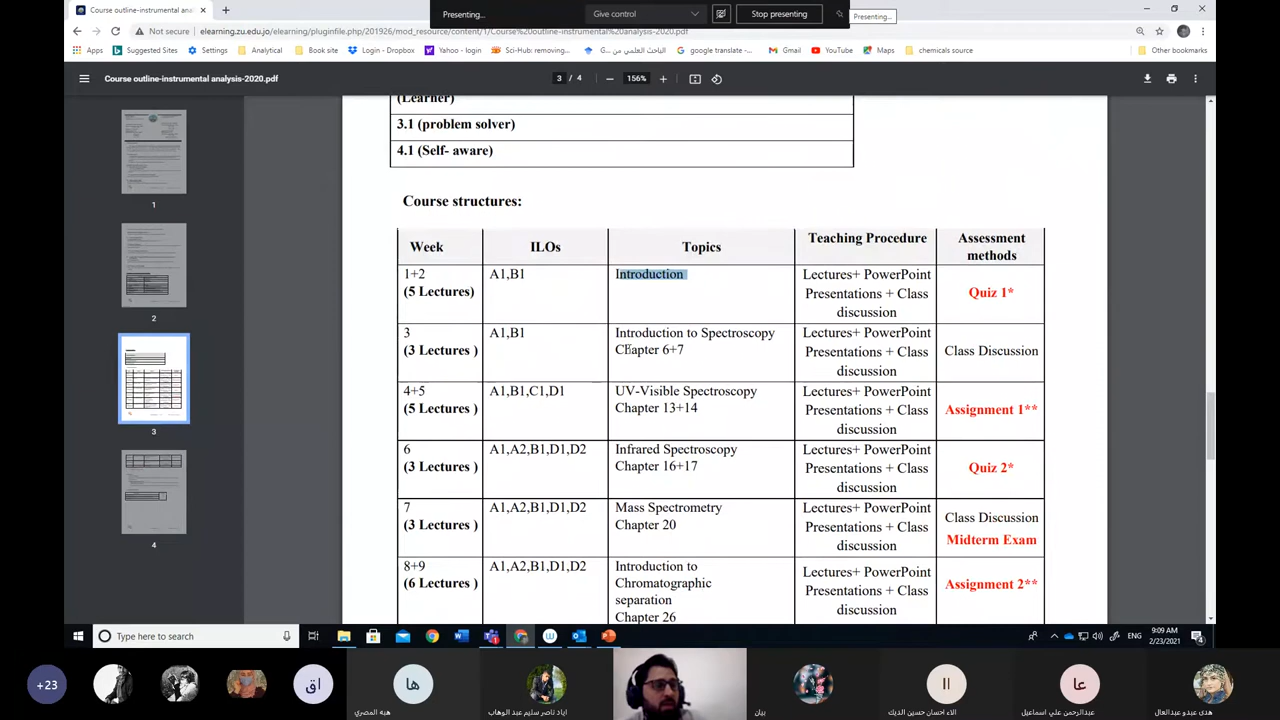 Course outline-instrumental anal
Presenting...
Give control
Stop presenting
Presenting...
Not secure
elearning.zu.edu.jo/elearning/pluginfile.php/201926/mod_resource/content/1/Course%20outline-instrumental%20analysis-2020.pdf
Apps
Suggested Sites
Settings
Analytical
Book site
Login - Dropbox
Yahoo - login
Sci-Hub: removing...
الباحث العلمي من G...
google translate -...
Gmail
YouTube
Maps
chemicals source
Other bookmarks
Course outline-instrumental analysis-2020.pdf
3 / 4
156%
1
2
3
4
(Learner)
3.1 (problem solver)
4.1 (Self- aware)
Course structures:
Week ILOs Topics Teaching Procedure Assessment methods
1+2 A1,B1 Introduction Lectures+ PowerPoint
(5 Lectures) Presentations + Class Quiz 1*
discussion
3 A1,B1 Introduction to Spectroscopy Lectures+ PowerPoint
(3 Lectures ) Chapter 6+7 Presentations + Class Class Discussion
discussion
4+5 A1,B1,C1,D1 UV-Visible Spectroscopy Lectures+ PowerPoint
(5 Lectures ) Chapter 13+14 Presentations + Class Assignment 1**
discussion
6 A1,A2,B1,D1,D2 Infrared Spectroscopy Lectures+ PowerPoint
(3 Lectures ) Chapter 16+17 Presentations + Class Quiz 2*
discussion
7 A1,A2,B1,D1,D2 Mass Spectrometry Lectures+ PowerPoint
(3 Lectures ) Chapter 20 Presentations + Class Class Discussion
discussion Midterm Exam
8+9 A1,A2,B1,D1,D2 Introduction to Lectures+ PowerPoint
(6 Lectures ) Chromatographic Presentations + Class Assignment 2**
separation discussion
Chapter 26
Type here to search
ENG
9:09 AM
2/23/2021
4
+23
اق
ها
هبه المصري
اياد ناصر سليم عبد الوهاب
بيان
اا
الاء احسان حسين الديك
عا
عبدالرحمن علي اسماعيل
هدى عبدو عبدالعال